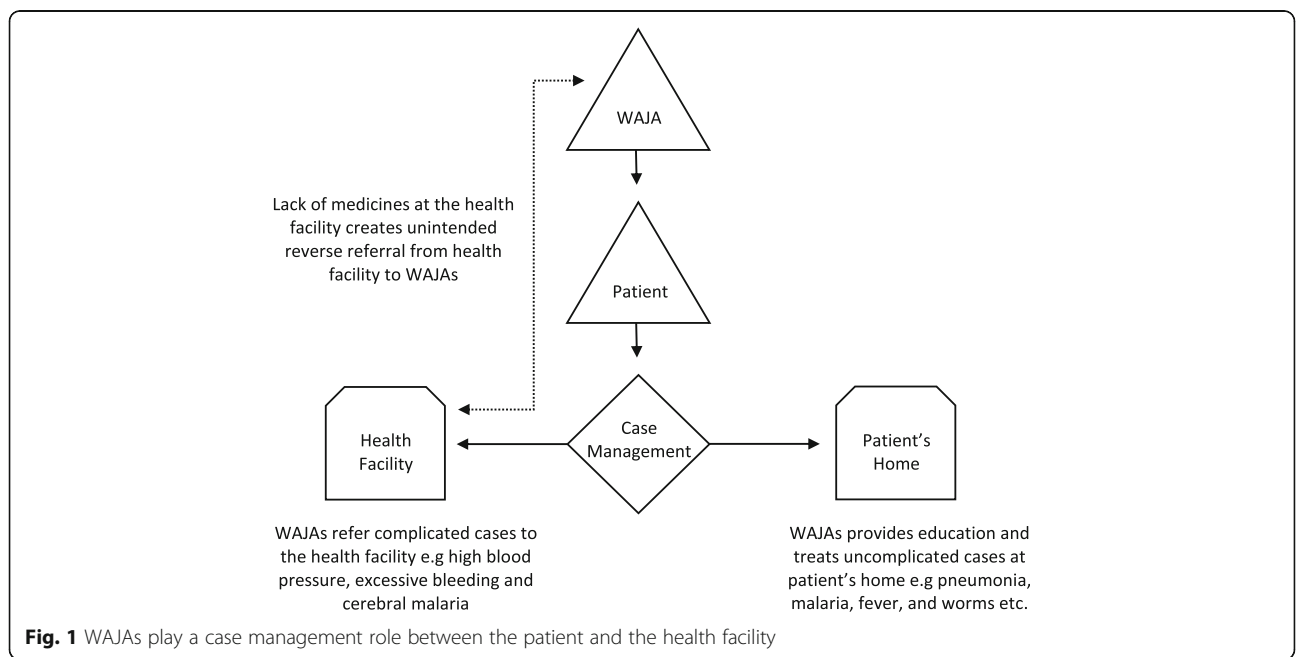 WAJA
Lack of medicines at the health
facility creates unintended
reverse referral from health
facility to WAJAs
Patient
Case
Management
Health
Facility
Patient’s
Home
WAJAs refer complicated cases to
the health facility e.g high blood
pressure, excessive bleeding and
cerebral malaria
WAJAs provides education and
treats uncomplicated cases at
patient’s home e.g pneumonia,
malaria, fever, and worms etc.
Fig. 1 WAJAs play a case management role between the patient and the health facility